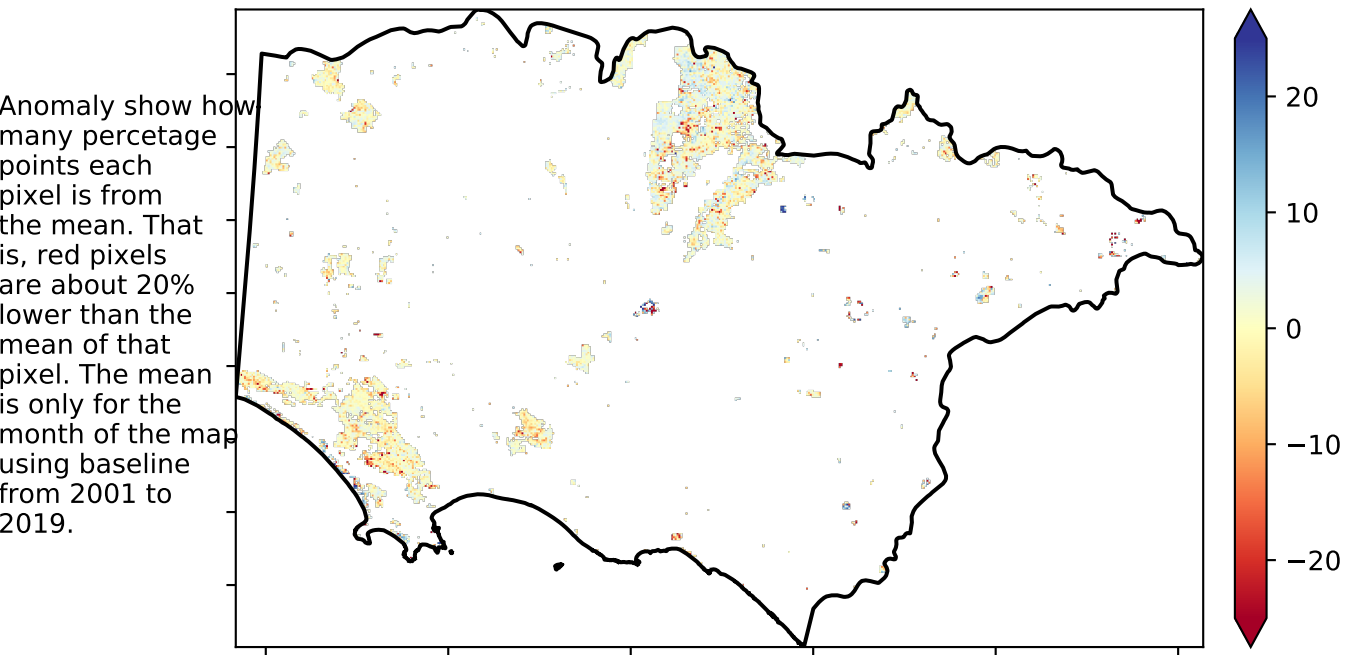 Anomaly show how
many percetage
points each
pixel is from
the mean. That
is, red pixels
are about 20%
lower than the
mean of that
pixel. The mean
is only for the
month of the map
using baseline
from 2001 to
2019.
20
10
0
−10
−20